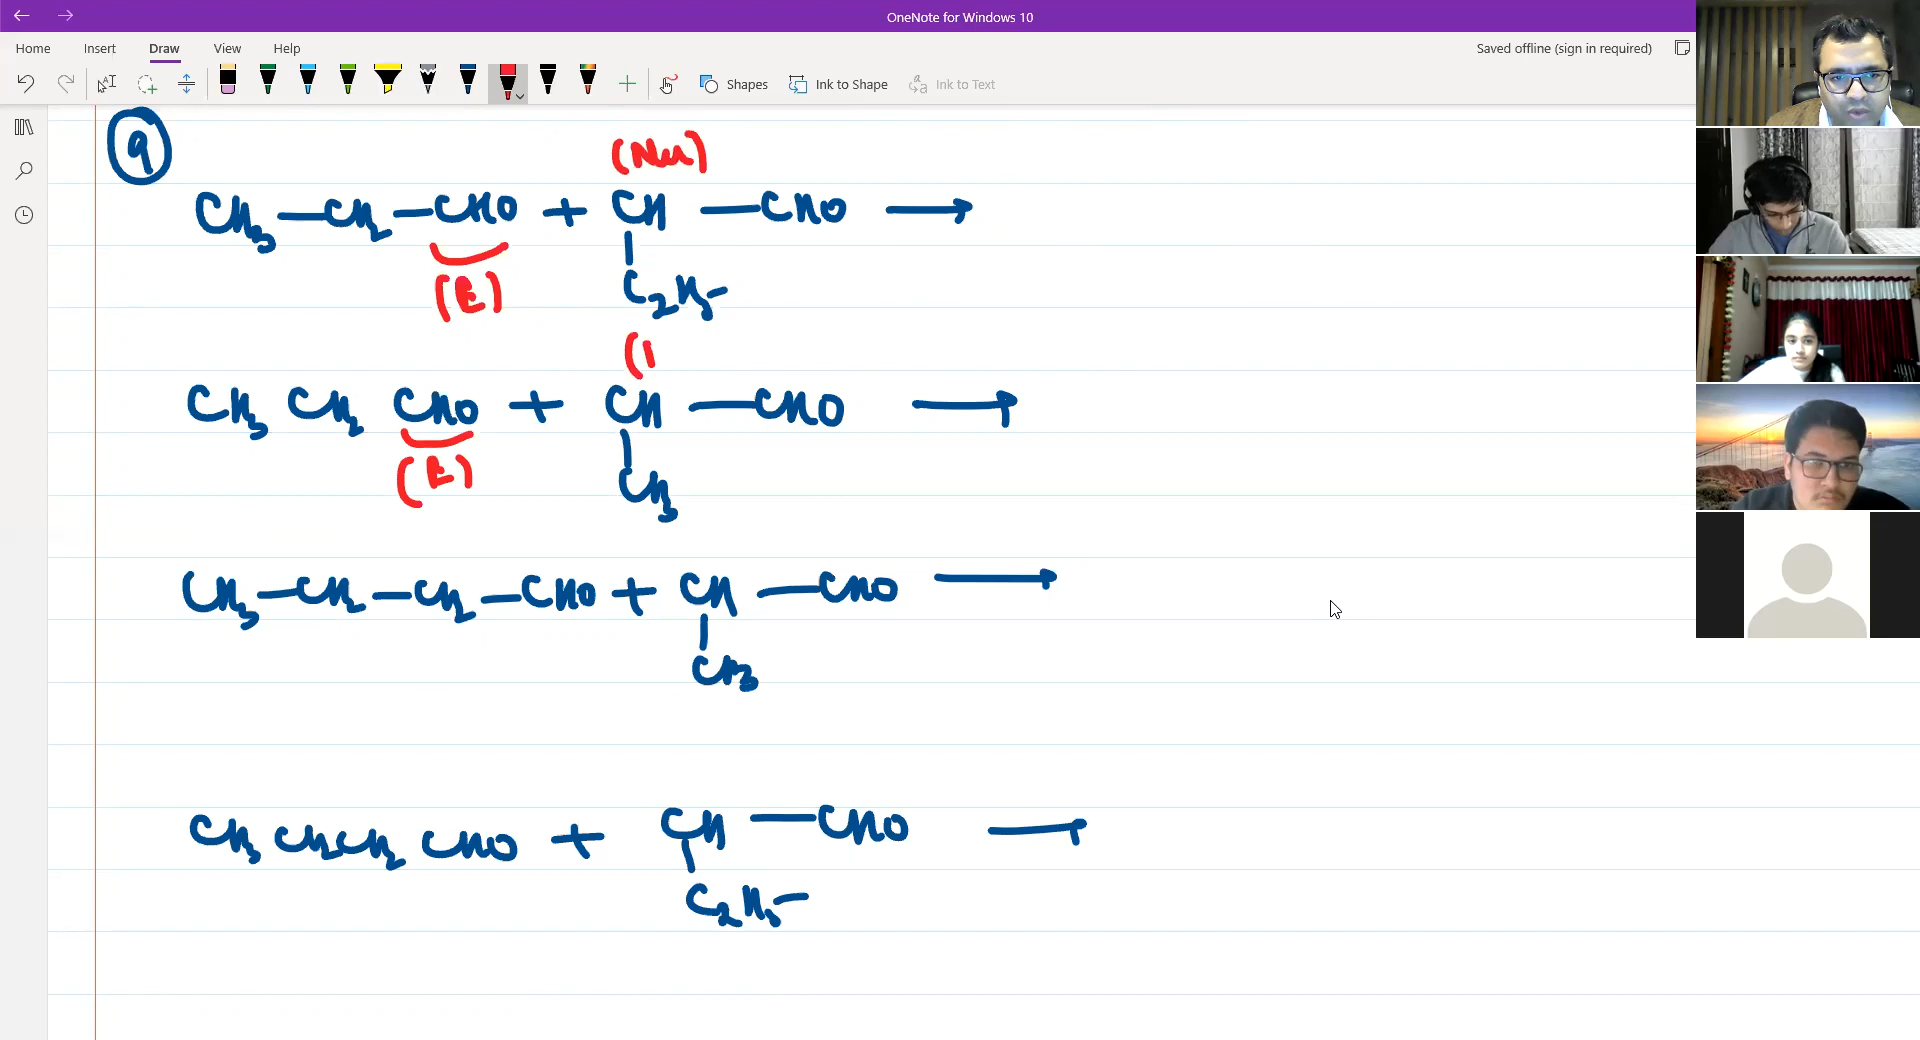 OneNote for Windows 10
Home Insert Draw View Help
Saved offline (sign in required)
Shapes Ink to Shape Ink to Text
9
(Nu)
CH3—CH2—CHO + CH—CHO →
(E)
C2H5
(
CH3 CH2 CHO + CH—CHO →
(E)
CH3
CH3—CH2—CH2—CHO + CH—CHO →
CH3
CH3 CH2 CH2 CHO + CH—CHO →
C2H5